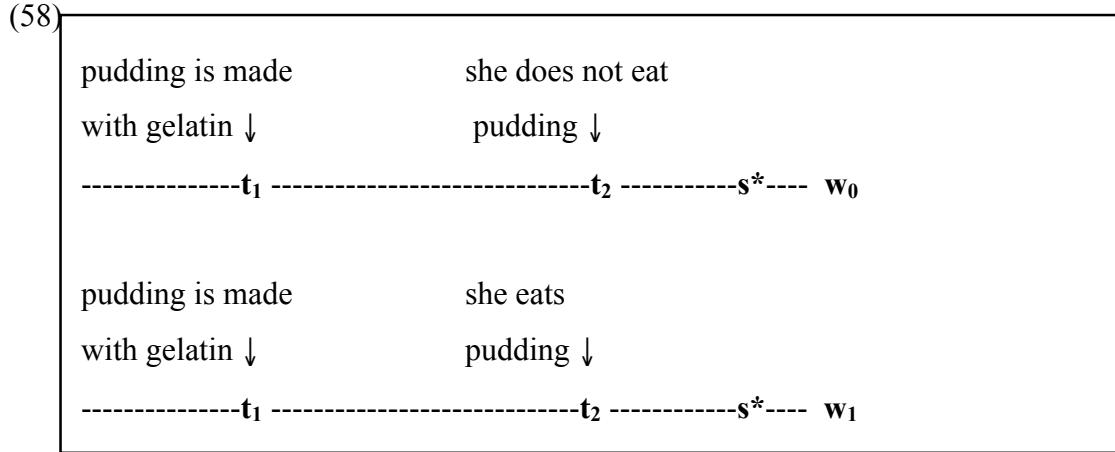 (58)
pudding is made she does not eat
with gelatin ↓ pudding ↓
---------------t₁ ------------------------------t₂ -----------s*---- w₀
pudding is made she eats
with gelatin ↓ pudding ↓
---------------t₁ -----------------------------t₂ ------------s*---- w₁